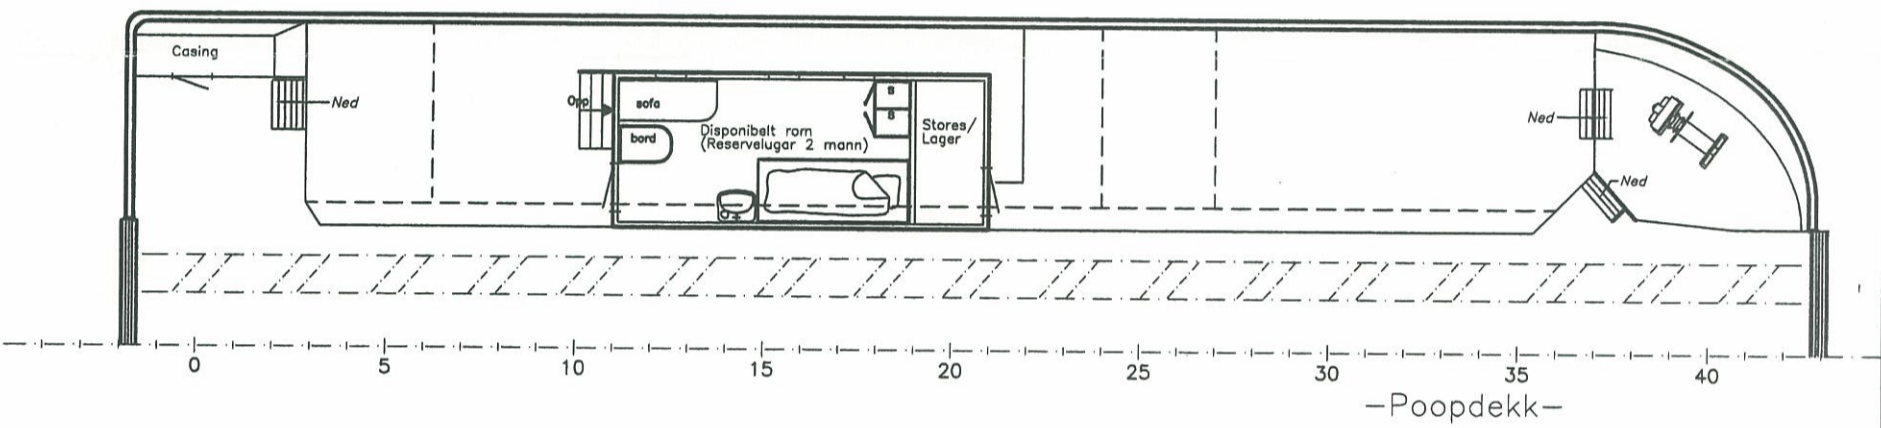 Casing
Ned
Opp
sofa
bord
Disponibelt rom
(Reservelugar 2 mann)
S
S
Stores/
Lager
Ned
Ned
0 5 10 15 20 25 30 35 40
-Poopdekk-